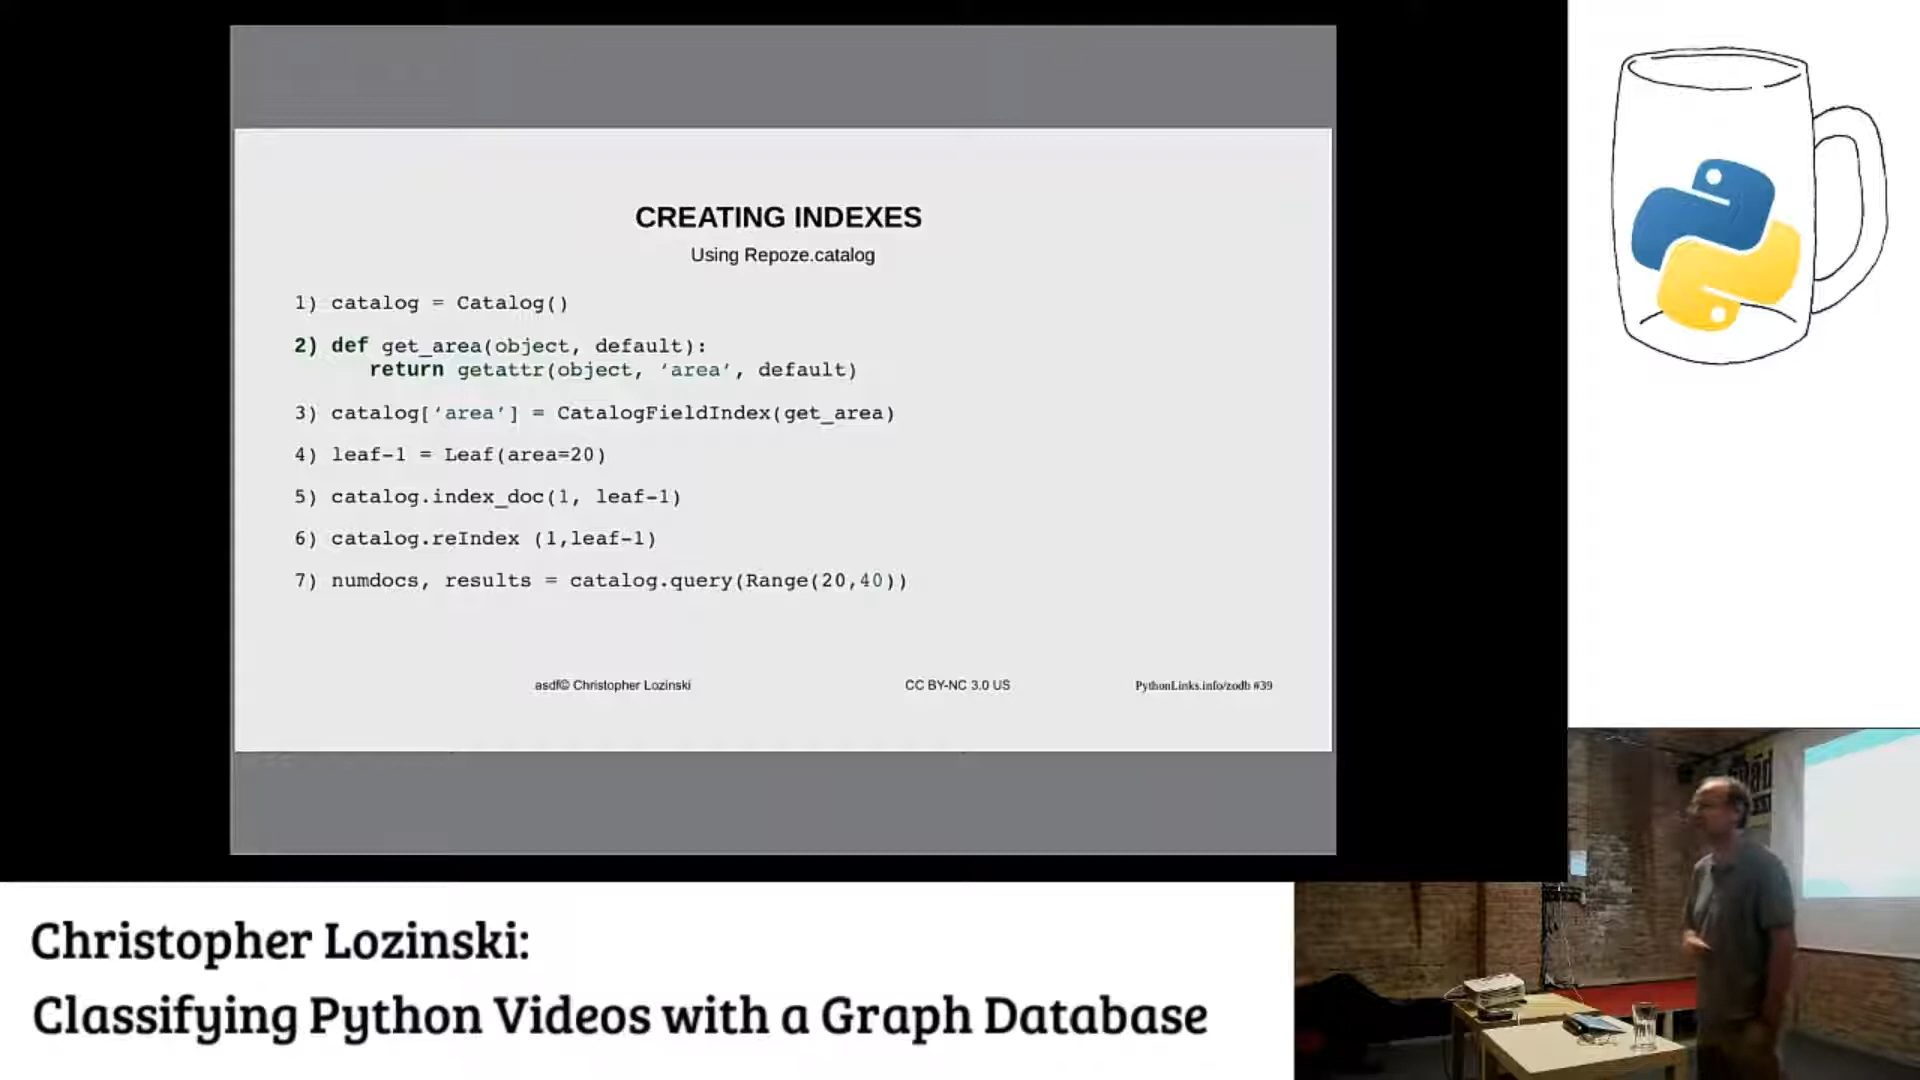 CREATING INDEXES
Using Repoze.catalog
1) catalog = Catalog()
2) def get_area(object, default):
return getattr(object, ‘area’, default)
3) catalog[‘area’] = CatalogFieldIndex(get_area)
4) leaf-1 = Leaf(area=20)
5) catalog.index_doc(1, leaf-1)
6) catalog.reIndex (1,leaf-1)
7) numdocs, results = catalog.query(Range(20,40))
asdf© Christopher Lozinski
CC BY-NC 3.0 US
PythonLinks.info/zodb #39
Christopher Lozinski:
Classifying Python Videos with a Graph Database